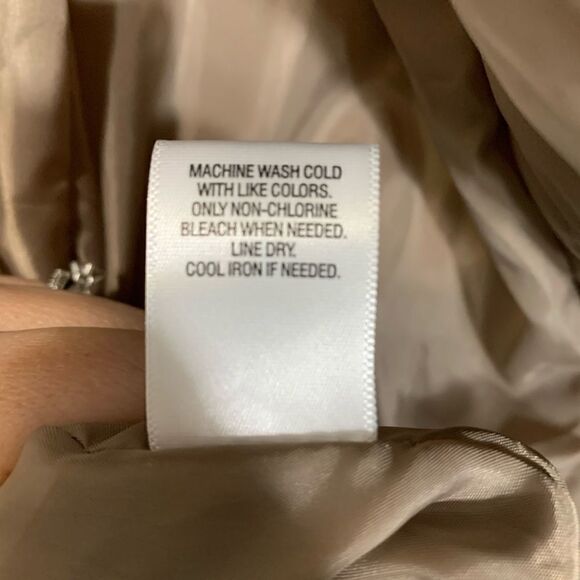 MACHINE WASH COLD
WITH LIKE COLORS.
ONLY NON-CHLORINE
BLEACH WHEN NEEDED.
LINE DRY.
COOL IRON IF NEEDED.